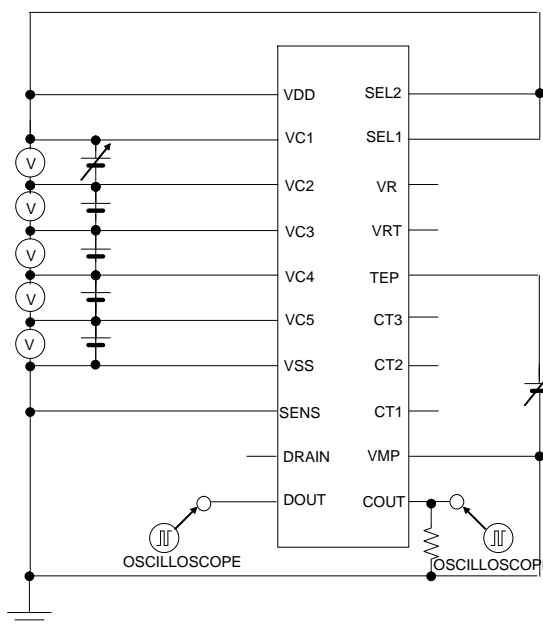 VDD SEL2
VC1 SEL1
V
VC2 VR
V
VC3 VRT
V
VC4 TEP
V
VC5 CT3
V
VSS CT2
SENS CT1
DRAIN VMP
DOUT COUT
OSCILLOSCOPE OSCILLOSCOP